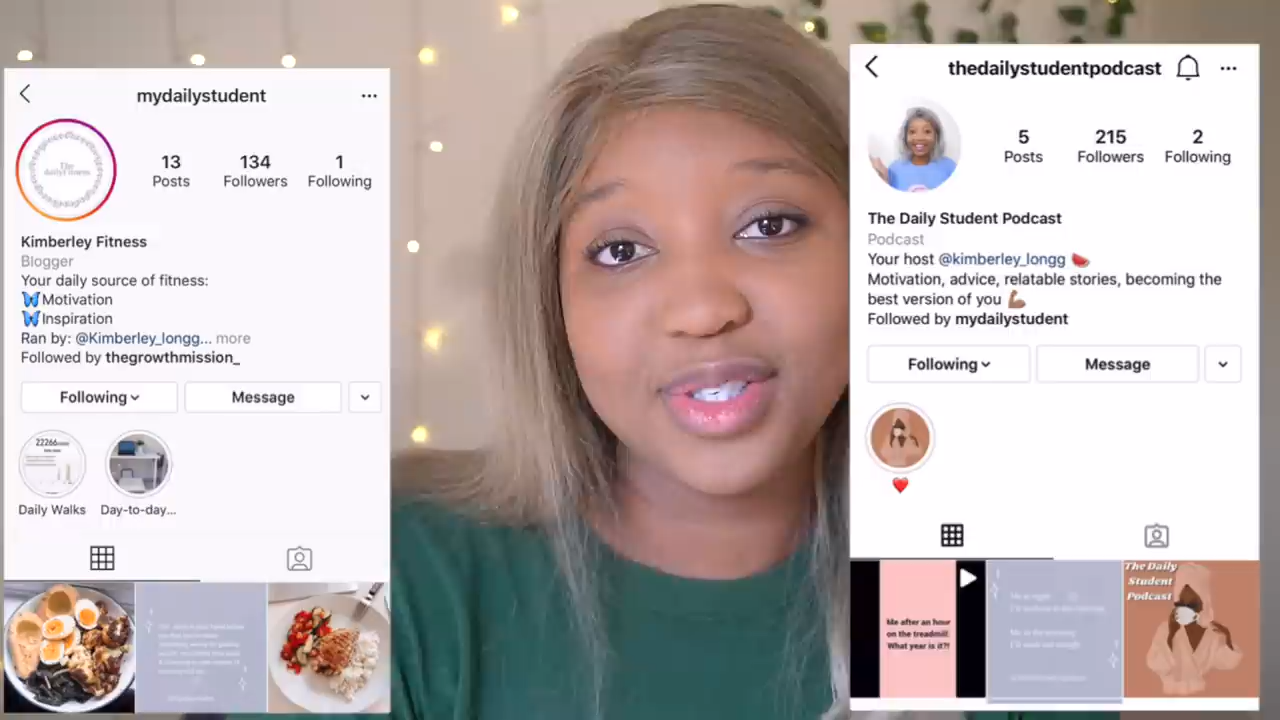 mydailystudent
The
dailyfitness
13
134
1
Posts
Followers
Following
Kimberley Fitness
Blogger
Your daily source of fitness:
🦋Motivation
🦋Inspiration
Ran by: @Kimberley_longg... more
Followed by thegrowthmission_
Following
Message
22266
Daily Walks
Day-to-day...
thedailystudentpodcast
5
215
2
Posts
Followers
Following
The Daily Student Podcast
Podcast
Your host @kimberley_longg 🍉
Motivation, advice, relatable stories, becoming the
best version of you 💪🏾
Followed by mydailystudent
Following
Message
❤️
Me after an hour
on the treadmill.
What year is it?!
The Daily
Student
Podcast